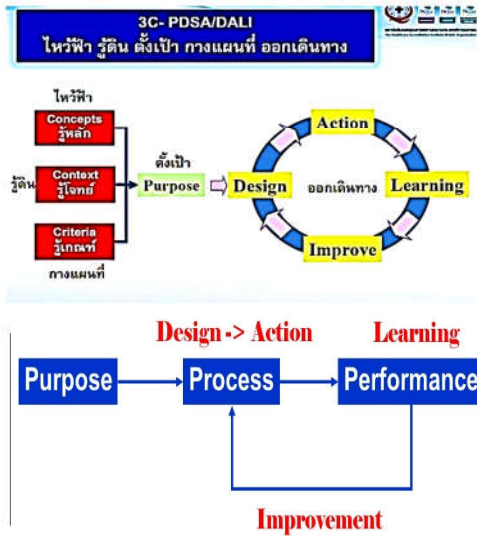 3C- PDSA/DALI
ไหว้ฟ้า รู้ดิน ตั้งเป้า กางแผนที่ ออกเดินทาง
ไหว้ฟ้า
Concepts
รู้หลัก
รู้ดิน
Context
รู้โจทย์
Criteria
รู้เกณฑ์
กางแผนที่
ตั้งเป้า
Purpose
Design
Action
ออกเดินทาง
Learning
Improve
Design -> Action
Learning
Purpose
Process
Performance
Improvement